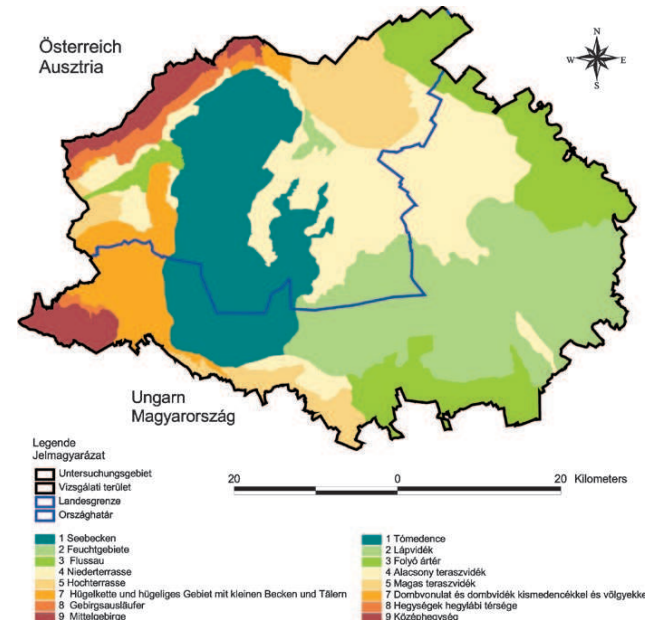 Österreich
Ausztria
N
W E
S
Ungarn
Magyarország
Legende
Jelmagyarázat
Untersuchungsgebiet
Vizsgálati terület
Landesgrenze
Országhatár
20 0 20 Kilometers
1 Seebecken
2 Feuchtgebiete
3 Flussau
4 Niederterrasse
5 Hochterrasse
7 Hügelkette und hügeliges Gebiet mit kleinen Becken und Tälern
8 Gebirgsausläufer
9 Mittelgebirge
1 Tómedence
2 Lápvidék
3 Folyó ártér
4 Alacsony teraszvidék
5 Magas teraszvidék
7 Dombvonulat és dombvidék kismedencékkel és völgyekkel
8 Hegységek hegylábi térsége
9 Középhegység